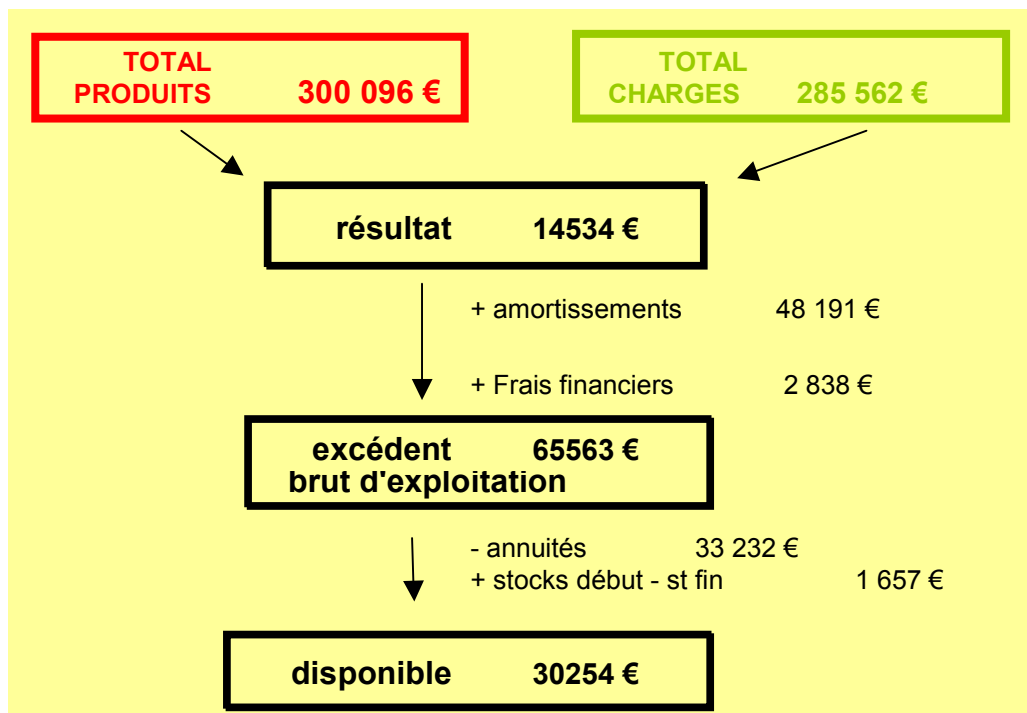 TOTAL
PRODUITS 300 096 €
TOTAL
CHARGES 285 562 €
résultat 14534 €
+ amortissements 48 191 €
+ Frais financiers 2 838 €
excédent 65563 €
brut d'exploitation
- annuités 33 232 €
+ stocks début - st fin 1 657 €
disponible 30254 €